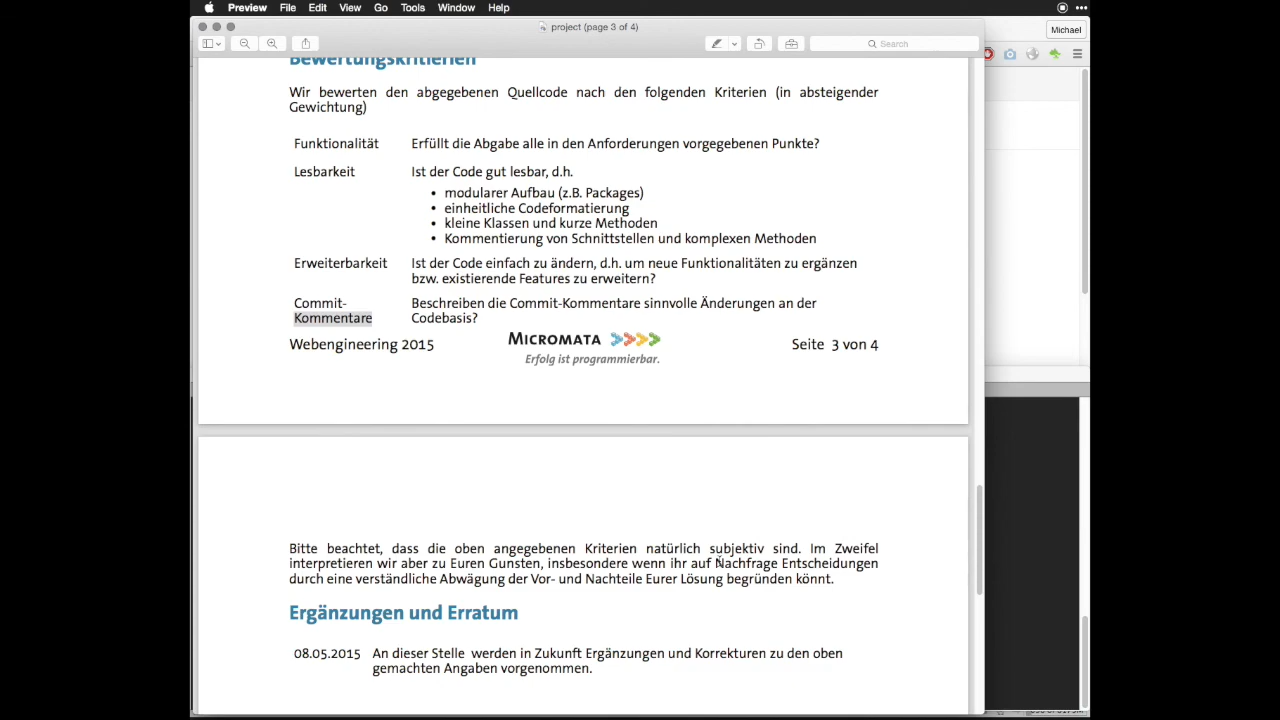 Preview File Edit View Go Tools Window Help
project (page 3 of 4)
Michael
Search
Bewertungskriterien
Wir bewerten den abgegebenen Quellcode nach den folgenden Kriterien (in absteigender
Gewichtung)
Funktionalität Erfüllt die Abgabe alle in den Anforderungen vorgegebenen Punkte?
Lesbarkeit Ist der Code gut lesbar, d.h.
• modularer Aufbau (z.B. Packages)
• einheitliche Codeformatierung
• kleine Klassen und kurze Methoden
• Kommentierung von Schnittstellen und komplexen Methoden
Erweiterbarkeit Ist der Code einfach zu ändern, d.h. um neue Funktionalitäten zu ergänzen
bzw. existierende Features zu erweitern?
Commit- Beschreiben die Commit-Kommentare sinnvolle Änderungen an der
Kommentare Codebasis?
Webengineering 2015 MICROMATA Seite 3 von 4
Erfolg ist programmierbar.
Bitte beachtet, dass die oben angegebenen Kriterien natürlich subjektiv sind. Im Zweifel
interpretieren wir aber zu Euren Gunsten, insbesondere wenn ihr auf Nachfrage Entscheidungen
durch eine verständliche Abwägung der Vor- und Nachteile Eurer Lösung begründen könnt.
Ergänzungen und Erratum
08.05.2015 An dieser Stelle werden in Zukunft Ergänzungen und Korrekturen zu den oben
gemachten Angaben vorgenommen.